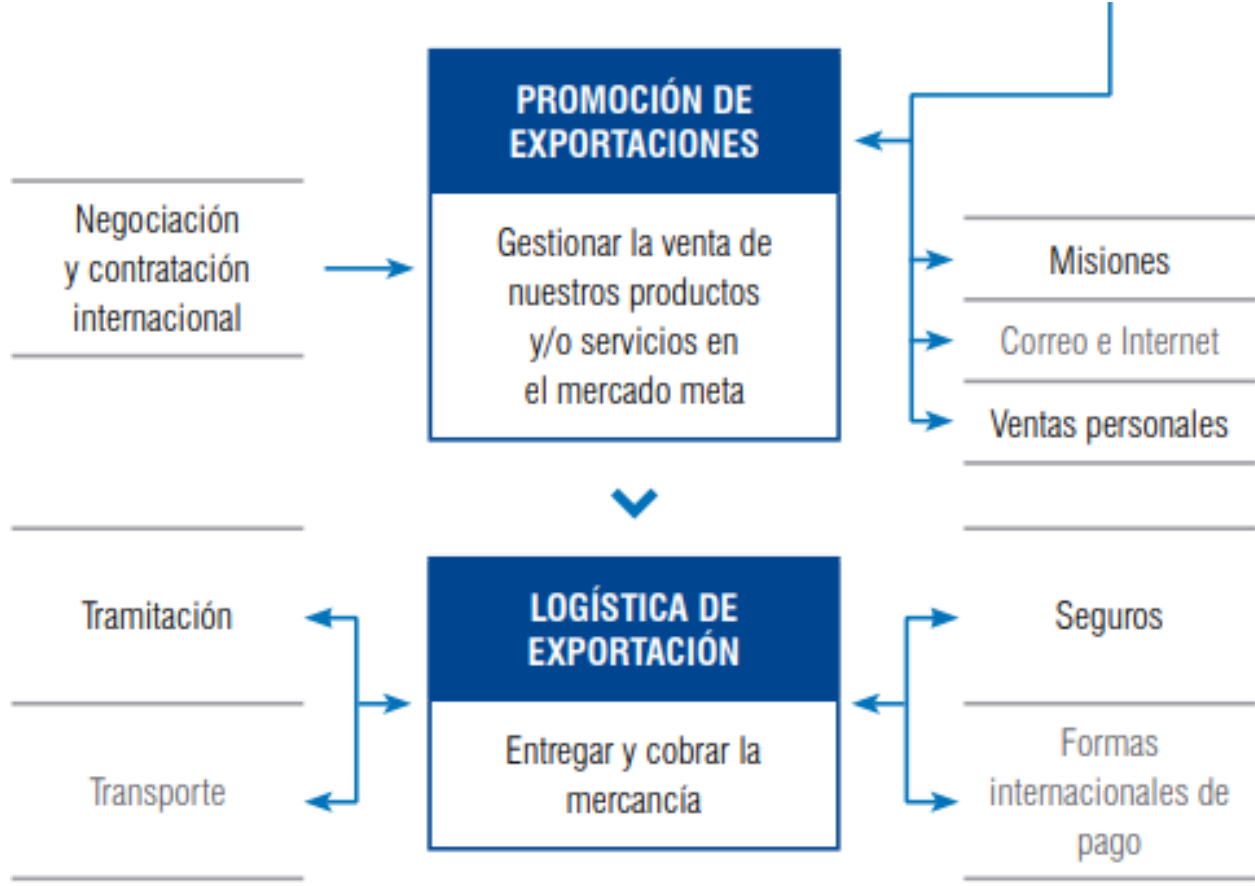 PROMOCIÓN DE
EXPORTACIONES
Negociación
y contratación
internacional
Gestionar la venta de
nuestros productos
y/o servicios en
el mercado meta
Misiones
Correo e Internet
Ventas personales
Tramitación
Transporte
LOGÍSTICA DE
EXPORTACIÓN
Entregar y cobrar la
mercancía
Seguros
Formas
internacionales de
pago